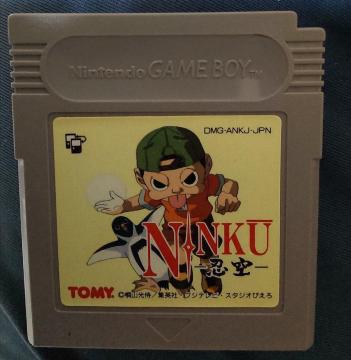 Nintendo GAME BOY™
DMG-ANKJ-JPN
NINKŪ
忍空
TOMY.
©桐山光侍／集英社・フジテレビ・スタジオぴえろ